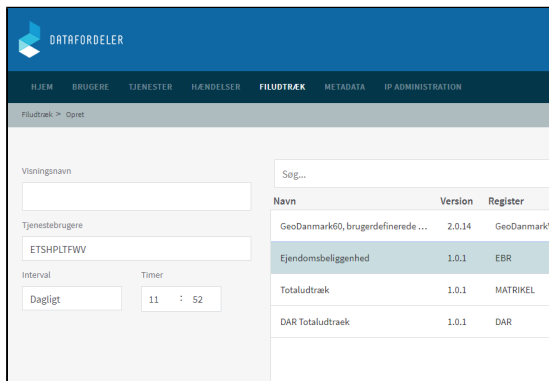 DATAFORDELER
HJEM BRUGERE TJENESTER HÆNDELSER FILUDTRÆK METADATA IP ADMINISTRATION
Filudtræk > Opret
Visningsnavn
Tjenestebrugere
ETSHPLTFWV
Interval Timer
Dagligt 11 : 52
Søg...
Navn Version Register
GeoDanmark60, brugerdefinerede ... 2.0.14 GeoDanmark
Ejendomsbeliggenhed 1.0.1 EBR
Totaludtræk 1.0.1 MATRIKEL
DAR Totaludtraek 1.0.1 DAR